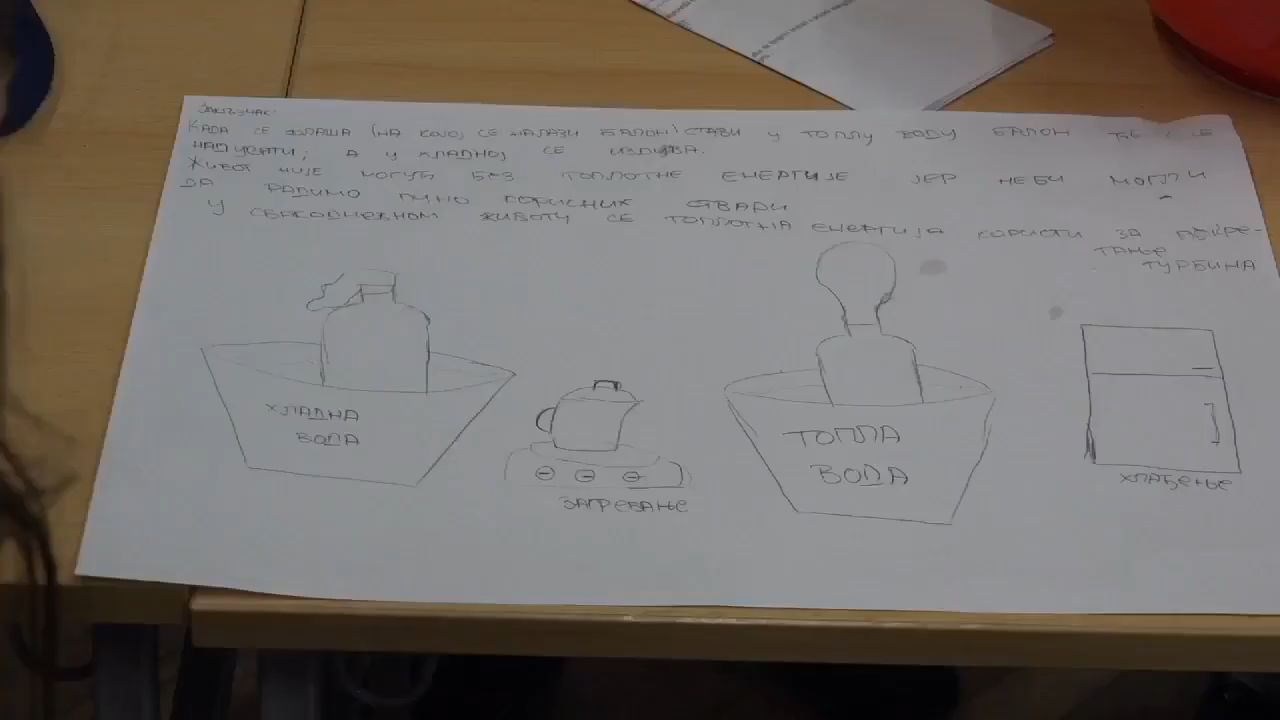 Закључак:
КАДА СЕ ФЛАША (НА КОЈОЈ СЕ НАЛАЗИ БАЛОН) СТАВИ У ТОПЛУ ВОДУ БАЛОН ЋЕ СЕ
НАДУВАТИ, А У ХЛАДНОЈ СЕ ИЗДУВА.
ЖИВОТ НИЈЕ МОГУЋ БЕЗ ТОПЛОТНЕ ЕНЕРГИЈЕ ЈЕР НЕ БИ МОГЛИ
ДА РАДИМО ПУНО КОРИСНИХ СТВАРИ
У СВАКОДНЕВНОМ ЖИВОТУ СЕ ТОПЛОТНА ЕНЕРГИЈА КОРИСТИ ЗА ПОКРЕ-
ТАЊЕ
ТУРБИНА
ХЛАДНА
ВОДА
ЗАГРЕВАЊЕ
ТОПЛА
ВОДА
ХЛАЂЕЊЕ